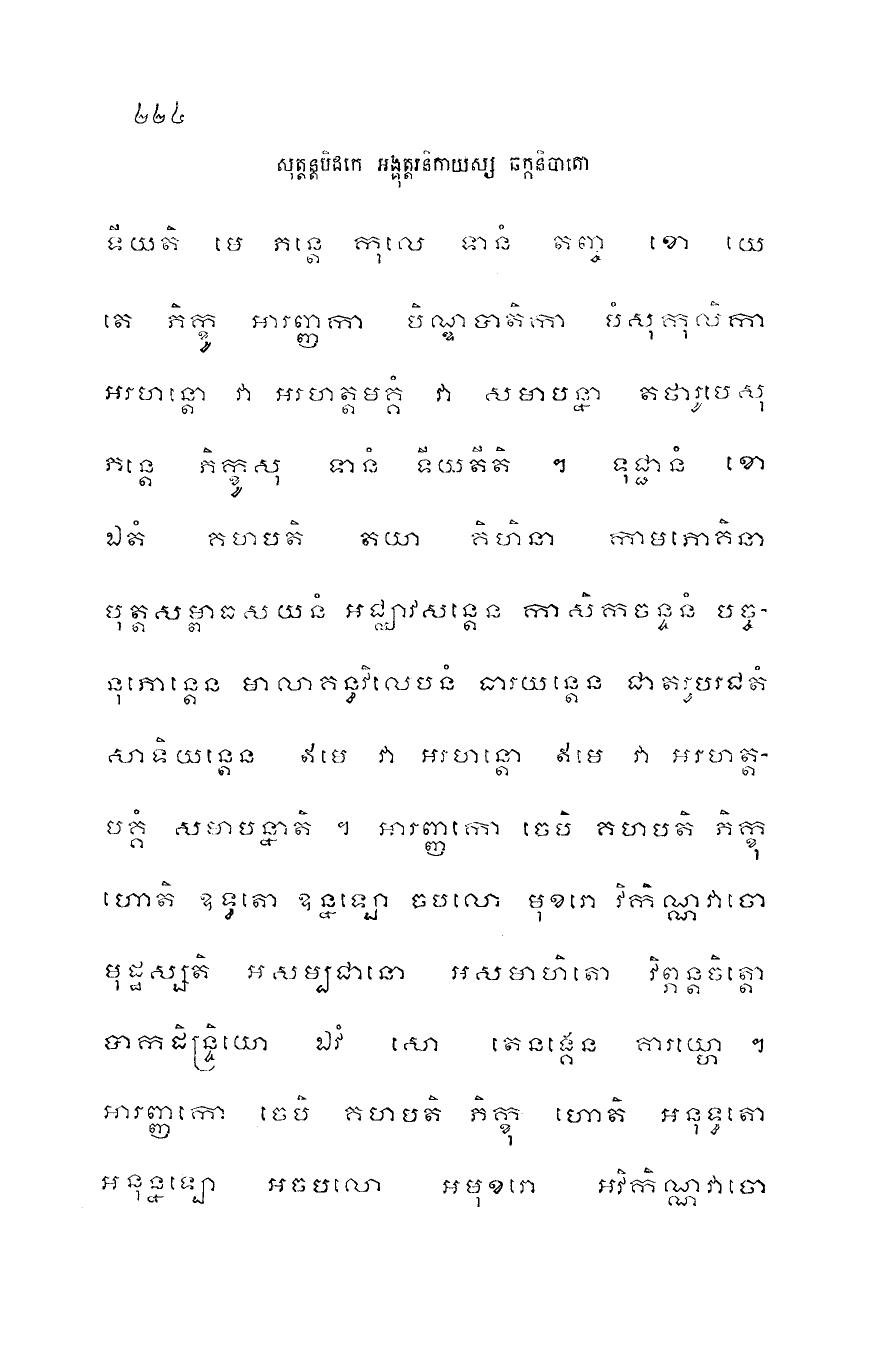 ២២៤
សុត្តន្តបិដកេ អង្គុត្តរនិកាយស្ស ឆក្កនិបាតោ
ទីយតិ មេ ភន្តេ កុលេ ទានំ តញ្ច ខោ យេ
តេ ភិក្ខូ អារញ្ញកា បិណ្ឌបាតិកោ បំសុកុលិកា
អរហន្តោ វា អរហត្តមគ្គំ វា សមាបន្នា តថារូបេសុ
ភន្តេ ភិក្ខូសុ ទានំ ទីយតីតិ ។ ទុជ្ជានំ ខោ
ឯតំ គហបតិ តយា គិហិនា កាមភោគិនា
បុត្តសម្ពាធសយនំ អជ្ឈាវសន្តេន កាសិកចន្ទនំ បច្ច-
នុភោន្តេន មាលាគន្ធវិលេបនំ ធារយន្តេន ជាតរូបរជតំ
សាទិយន្តេន ឥមេ វា អរហន្តោ ឥមេ វា អរហត្ត-
មគ្គំ សមាបន្នាតិ ។ អារញ្ញកោ ចេបិ គហបតិ ភិក្ខុ
ហោតិ ឧទ្ធតោ ឧន្នឡោ ចបលោ មុខរោ វិកិណ្ណវាចោ
មុដ្ឋស្សតិ អសម្បជានោ អសមាហិតោ វិព្ភន្តចិត្តោ
បាកដិន្ទ្រិយោ ឯវំ សោ តេនង្គេន គារយ្ហោ ។
អារញ្ញកោ ចេបិ គហបតិ ភិក្ខុ ហោតិ អនុទ្ធតោ
អនុន្នឡោ អចបលោ អមុខរោ អវិកិណ្ណវាចោ